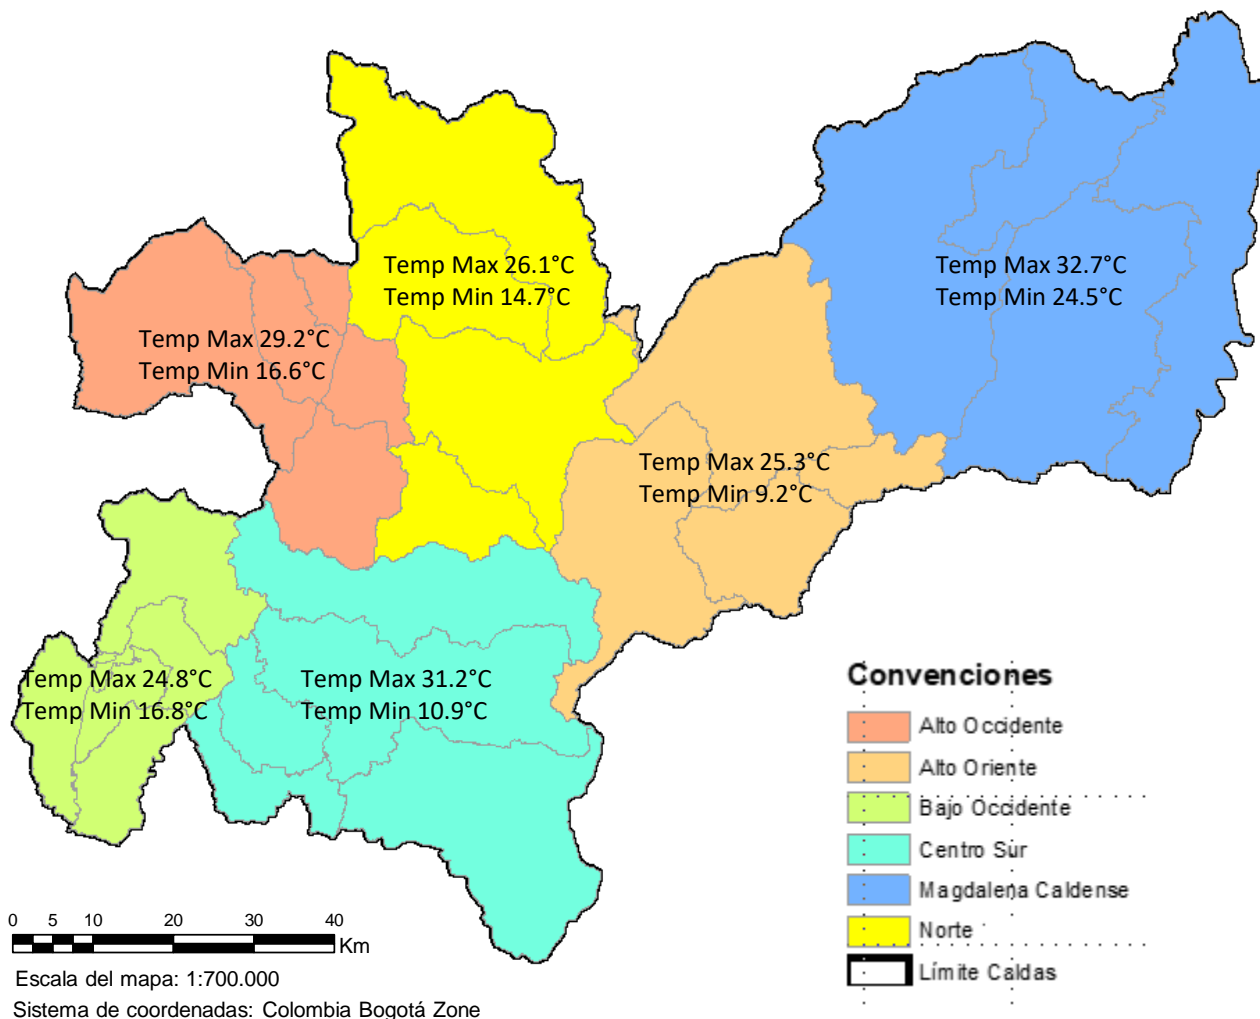 Temp Max 26.1°C
Temp Min 14.7°C
Temp Max 32.7°C
Temp Min 24.5°C
Temp Max 29.2°C
Temp Min 16.6°C
Temp Max 25.3°C
Temp Min 9.2°C
Temp Max 24.8°C
Temp Min 16.8°C
Temp Max 31.2°C
Temp Min 10.9°C
Convenciones
Alto Occidente
Alto Oriente
Bajo Occidente
Centro Sur
Magdalena Caldense
Norte
Límite Caldas
0 5 10 20 30 40
Km
Escala del mapa: 1:700.000
Sistema de coordenadas: Colombia Bogotá Zone